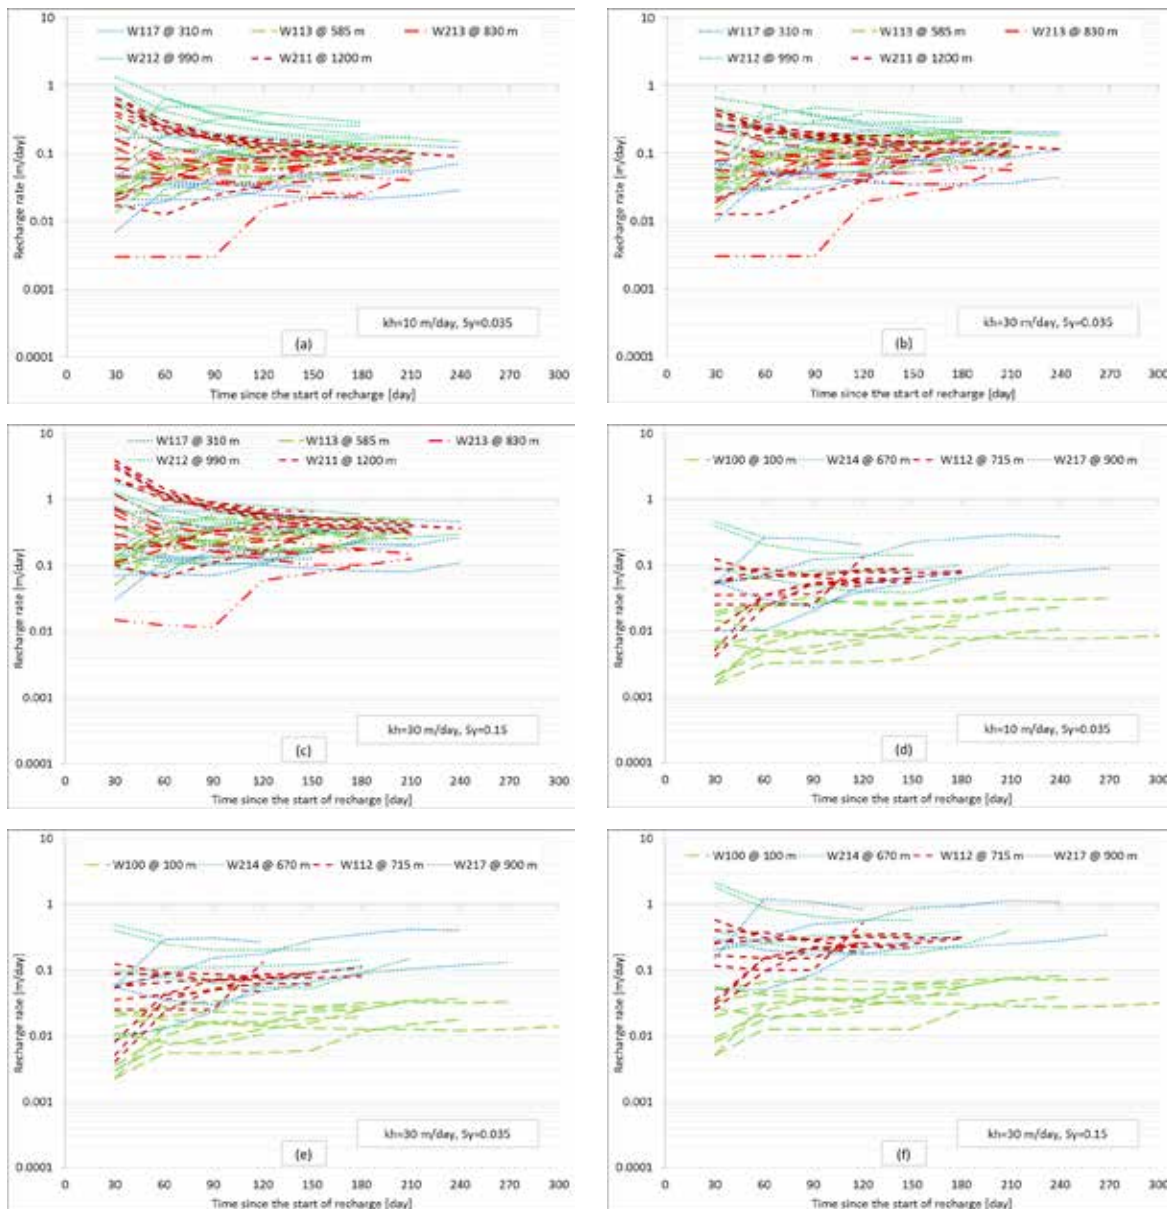 10
W117 @ 310 m W113 @ 585 m W213 @ 830 m
W212 @ 990 m W211 @ 1200 m
1
0.1
0.01
0.001
0.0001
Recharge rate [m/day]
kh=10 m/day, Sy=0.035
(a)
0 30 60 90 120 150 180 210 240 270 300
Time since the start of recharge [day]
10
W117 @ 310 m W113 @ 585 m W213 @ 830 m
W212 @ 990 m W211 @ 1200 m
1
0.1
0.01
0.001
0.0001
Recharge rate [m/day]
kh=30 m/day, Sy=0.035
(b)
0 30 60 90 120 150 180 210 240 270 300
Time since the start of recharge [day]
10
W117 @ 310 m W113 @ 585 m W213 @ 830 m
W212 @ 990 m W211 @ 1200 m
1
0.1
0.01
0.001
0.0001
Recharge rate [m/day]
kh=30 m/day, Sy=0.15
(c)
0 30 60 90 120 150 180 210 240 270 300
Time since the start of recharge [day]
10
W100 @ 100 m W214 @ 670 m W112 @ 715 m W217 @ 900 m
1
0.1
0.01
0.001
0.0001
Recharge rate [m/day]
kh=10 m/day, Sy=0.035
(d)
0 30 60 90 120 150 180 210 240 270 300
Time since the start of recharge [day]
10
W100 @ 100 m W214 @ 670 m W112 @ 715 m W217 @ 900 m
1
0.1
0.01
0.001
0.0001
Recharge rate [m/day]
kh=30 m/day, Sy=0.035
(e)
0 30 60 90 120 150 180 210 240 270 300
Time since the start of recharge [day]
10
W100 @ 100 m W214 @ 670 m W112 @ 715 m W217 @ 900 m
1
0.1
0.01
0.001
0.0001
Recharge rate [m/day]
kh=30 m/day, Sy=0.15
(f)
0 30 60 90 120 150 180 210 240 270 300
Time since the start of recharge [day]